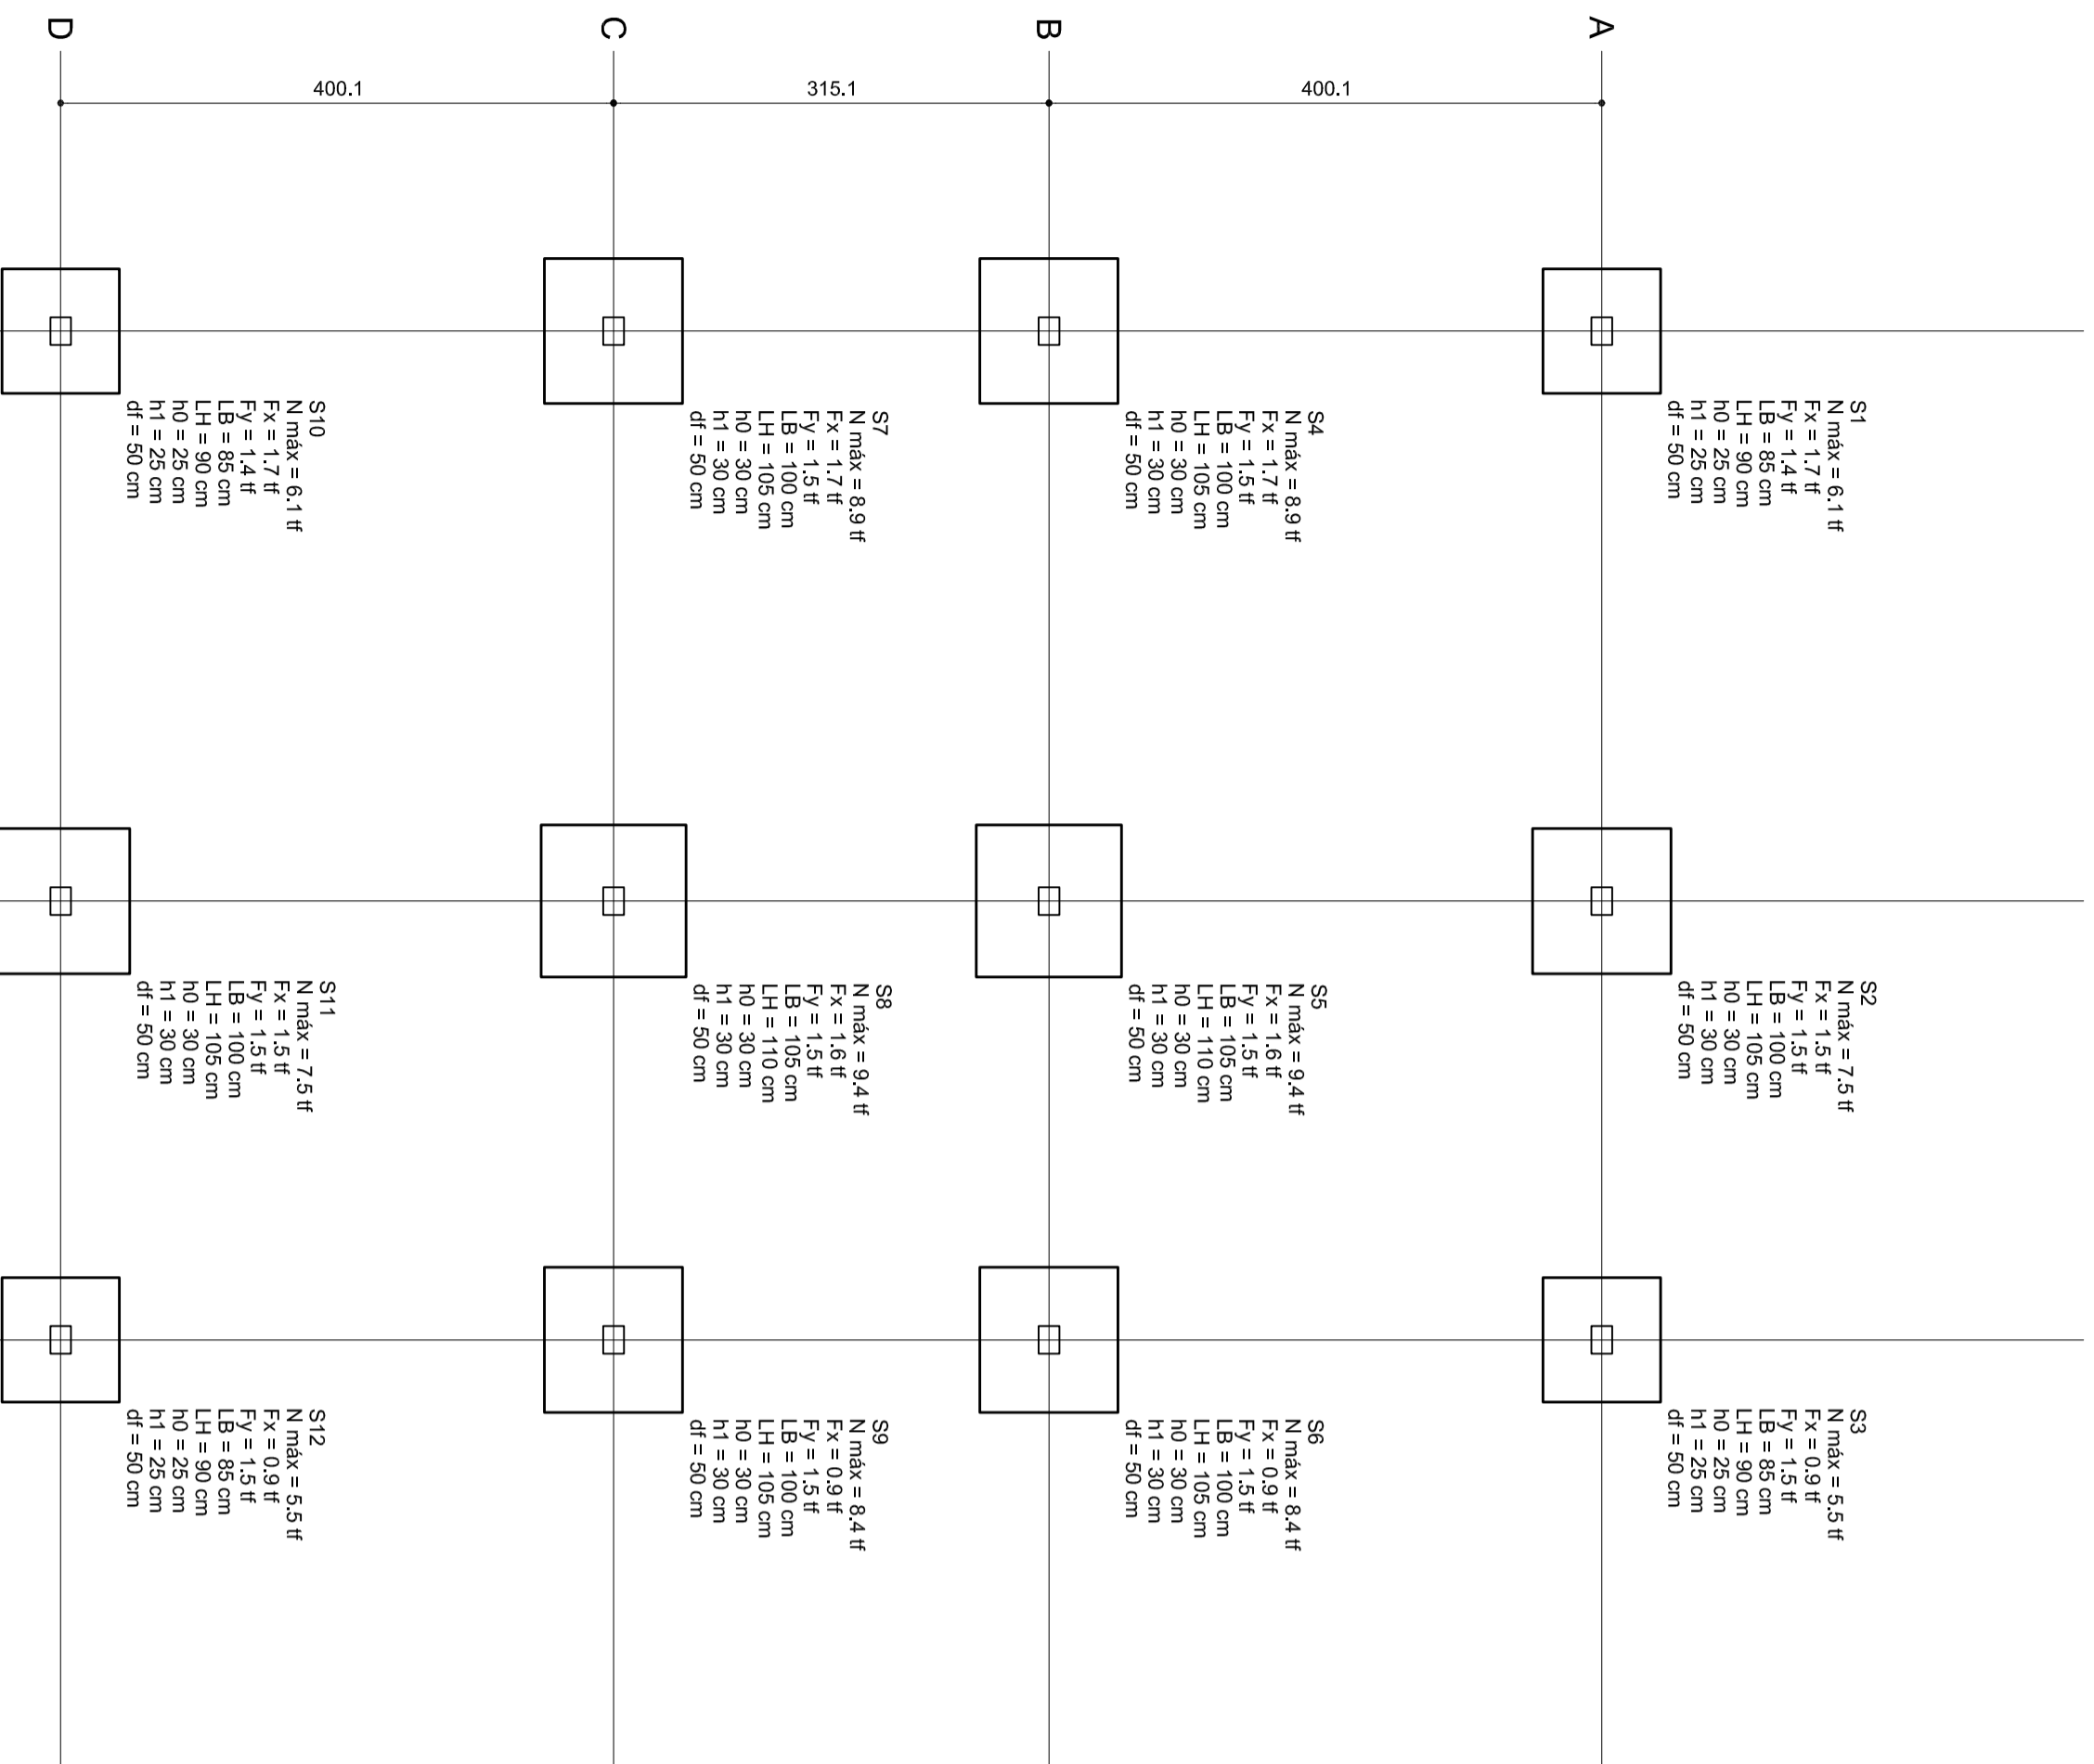 A
B
C
D
400.1
315.1
400.1
S1
N máx = 6.1 tf
Fx = 1.7 tf
Fy = 1.4 tf
LB = 85 cm
LH = 90 cm
h0 = 25 cm
h1 = 25 cm
df = 50 cm
S2
N máx = 7.5 tf
Fx = 1.5 tf
Fy = 1.5 tf
LB = 100 cm
LH = 105 cm
h0 = 30 cm
h1 = 30 cm
df = 50 cm
S3
N máx = 5.5 tf
Fx = 0.9 tf
Fy = 1.5 tf
LB = 85 cm
LH = 90 cm
h0 = 25 cm
h1 = 25 cm
df = 50 cm
S4
N máx = 8.9 tf
Fx = 1.7 tf
Fy = 1.5 tf
LB = 100 cm
LH = 105 cm
h0 = 30 cm
h1 = 30 cm
df = 50 cm
S5
N máx = 9.4 tf
Fx = 1.6 tf
Fy = 1.5 tf
LB = 105 cm
LH = 110 cm
h0 = 30 cm
h1 = 30 cm
df = 50 cm
S6
N máx = 8.4 tf
Fx = 0.9 tf
Fy = 1.5 tf
LB = 100 cm
LH = 105 cm
h0 = 30 cm
h1 = 30 cm
df = 50 cm
S7
N máx = 8.9 tf
Fx = 1.7 tf
Fy = 1.5 tf
LB = 100 cm
LH = 105 cm
h0 = 30 cm
h1 = 30 cm
df = 50 cm
S8
N máx = 9.4 tf
Fx = 1.6 tf
Fy = 1.5 tf
LB = 105 cm
LH = 110 cm
h0 = 30 cm
h1 = 30 cm
df = 50 cm
S9
N máx = 8.4 tf
Fx = 0.9 tf
Fy = 1.5 tf
LB = 100 cm
LH = 105 cm
h0 = 30 cm
h1 = 30 cm
df = 50 cm
S10
N máx = 6.1 tf
Fx = 1.7 tf
Fy = 1.4 tf
LB = 85 cm
LH = 90 cm
h0 = 25 cm
h1 = 25 cm
df = 50 cm
S11
N máx = 7.5 tf
Fx = 1.5 tf
Fy = 1.5 tf
LB = 100 cm
LH = 105 cm
h0 = 30 cm
h1 = 30 cm
df = 50 cm
S12
N máx = 5.5 tf
Fx = 0.9 tf
Fy = 1.5 tf
LB = 85 cm
LH = 90 cm
h0 = 25 cm
h1 = 25 cm
df = 50 cm